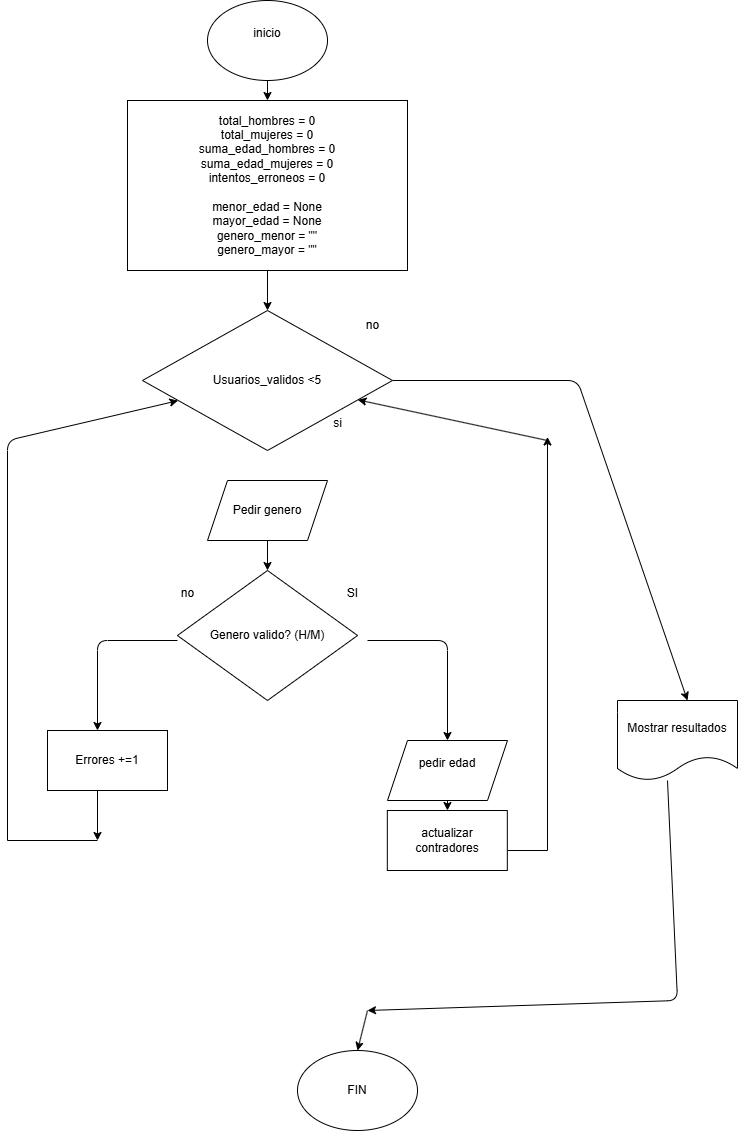 inicio
total_hombres = 0
total_mujeres = 0
suma_edad_hombres = 0
suma_edad_mujeres = 0
intentos_erroneos = 0
menor_edad = None
mayor_edad = None
genero_menor = ""
genero_mayor = ""
no
Usuarios_validos <5
si
Pedir genero
no
SI
Genero valido? (H/M)
Mostrar resultados
Errores +=1
pedir edad
actualizar
contradores
FIN